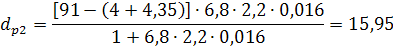 d_{p2} = \frac{[91 − (4 + 4,35)] · 6,8 · 2,2 · 0,016}{1 + 6,8 · 2,2 · 0,016} = 15,95